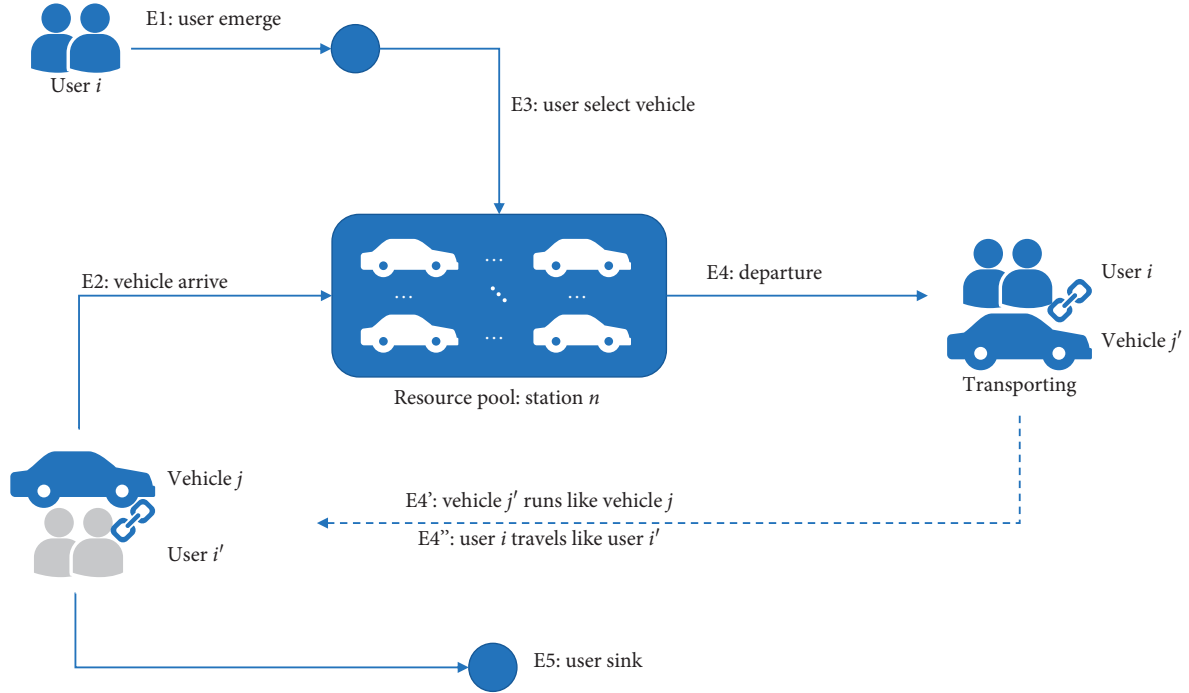 E1: user emerge
User i
E3: user select vehicle
E2: vehicle arrive
E4: departure
User i
Vehicle j′
Transporting
Resource pool: station n
Vehicle j
User i′
E4’: vehicle j′ runs like vehicle j
E4”: user i travels like user i′
E5: user sink